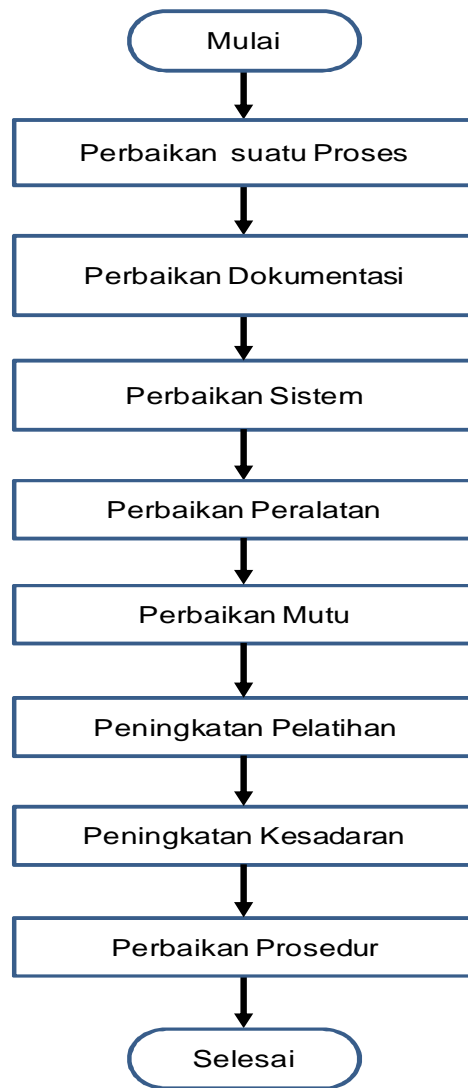 Mulai
Perbaikan suatu Proses
Perbaikan Dokumentasi
Perbaikan Sistem
Perbaikan Peralatan
Perbaikan Mutu
Peningkatan Pelatihan
Peningkatan Kesadaran
Perbaikan Prosedur
Selesai